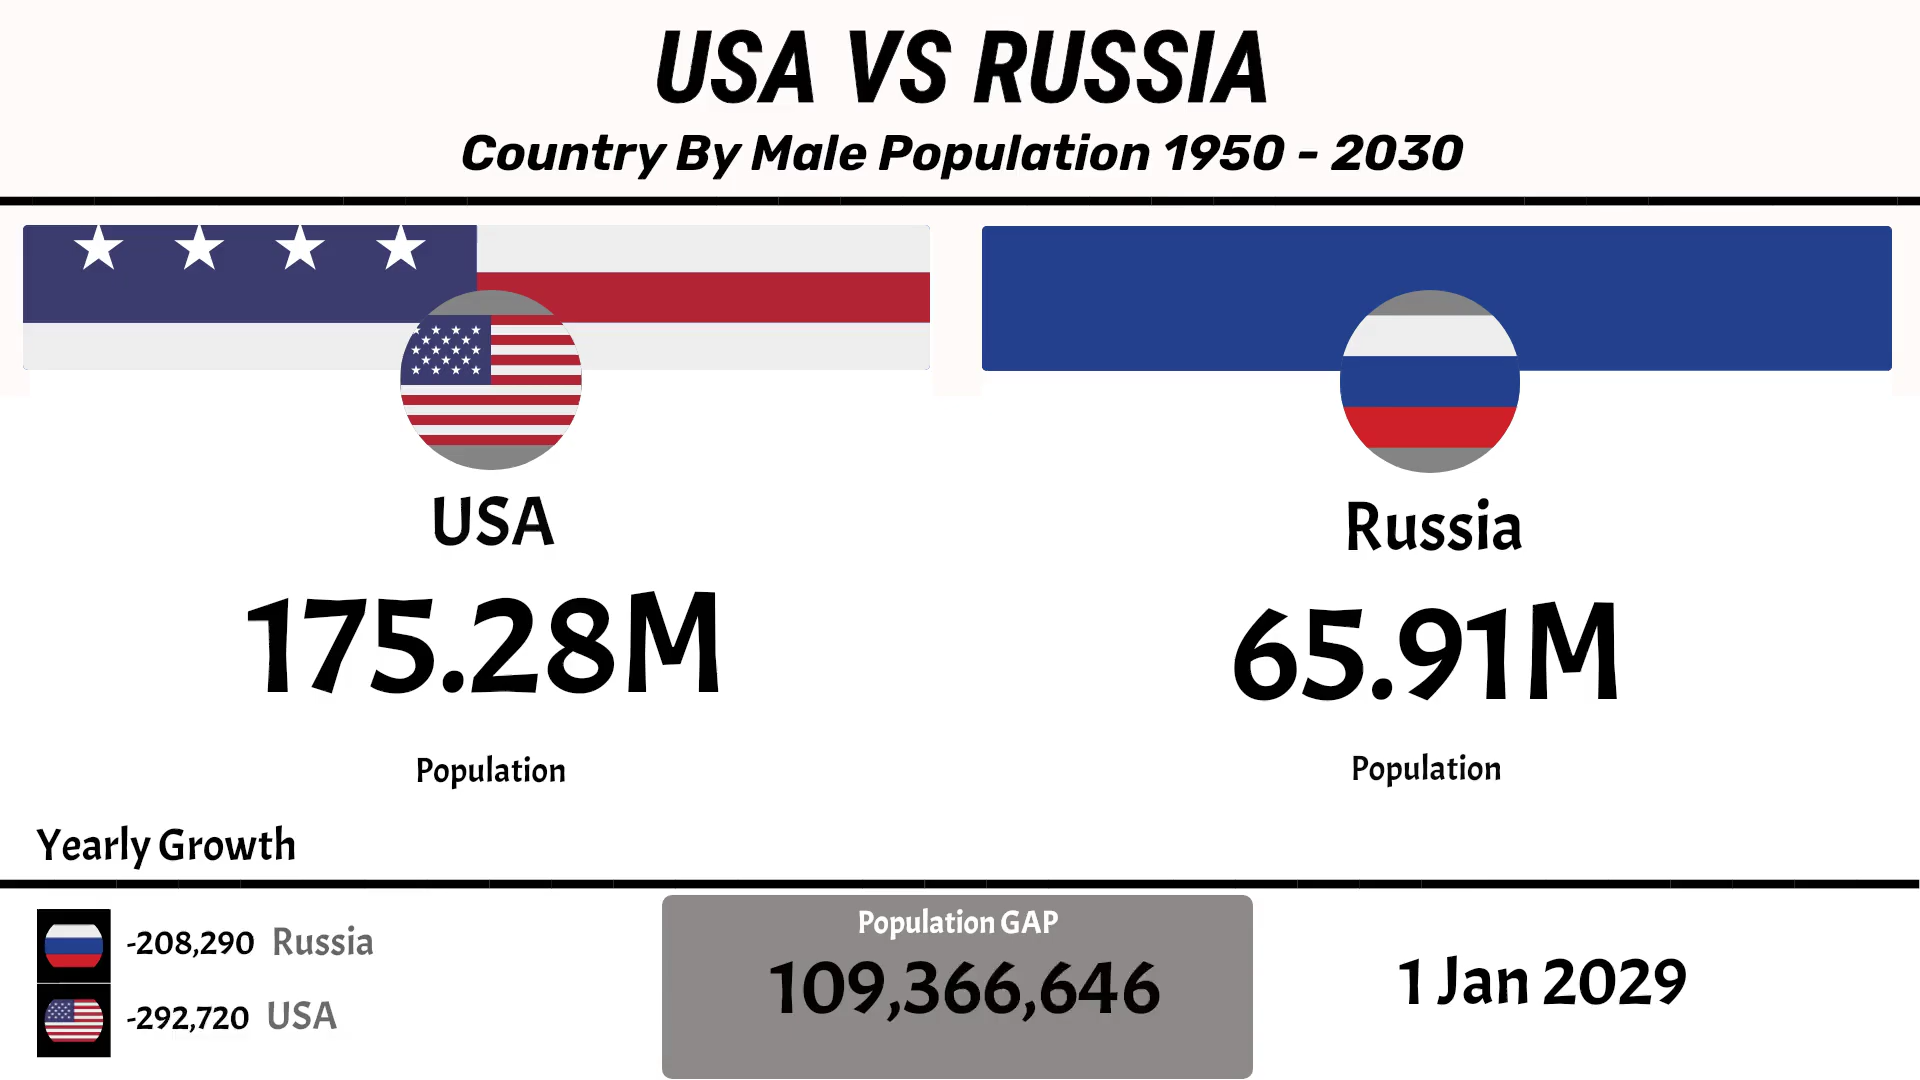 USA VS RUSSIA
Country By Male Population 1950 - 2030
USA
175.28M
Population
Russia
65.91M
Population
Yearly Growth
-208,290 Russia
-292,720 USA
Population GAP
109,366,646
1 Jan 2029